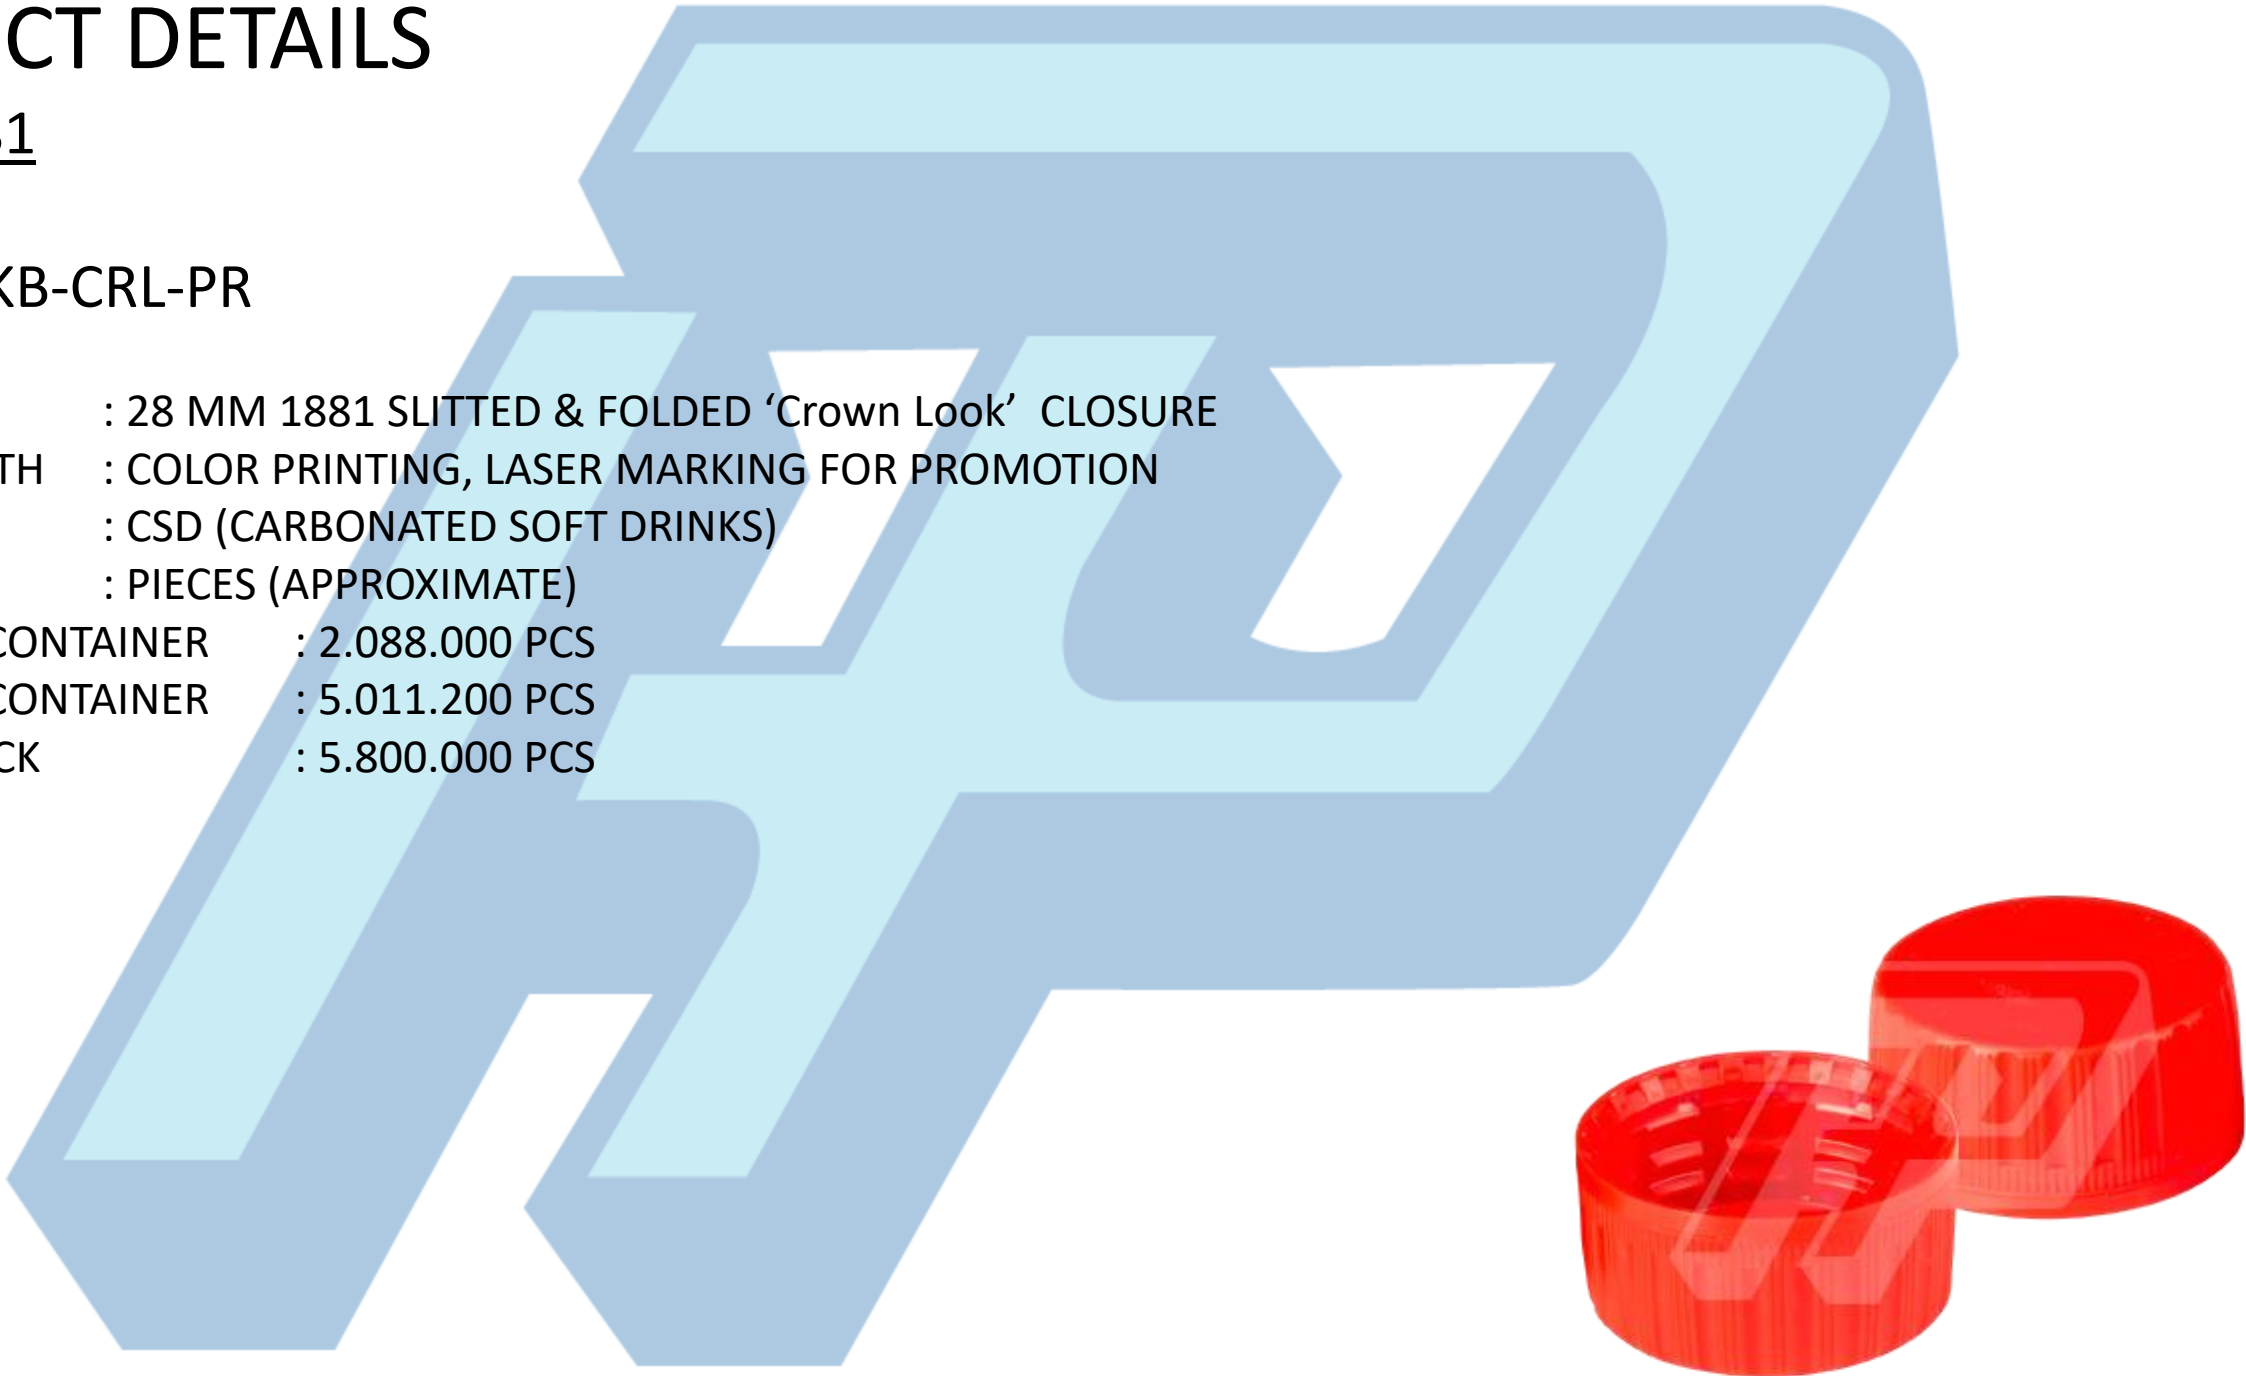 CT DETAILS
81
KB-CRL-PR
: 28 MM 1881 SLITTED & FOLDED ‘Crown Look’ CLOSURE
TH : COLOR PRINTING, LASER MARKING FOR PROMOTION
: CSD (CARBONATED SOFT DRINKS)
: PIECES (APPROXIMATE)
CONTAINER : 2.088.000 PCS
CONTAINER : 5.011.200 PCS
CK : 5.800.000 PCS